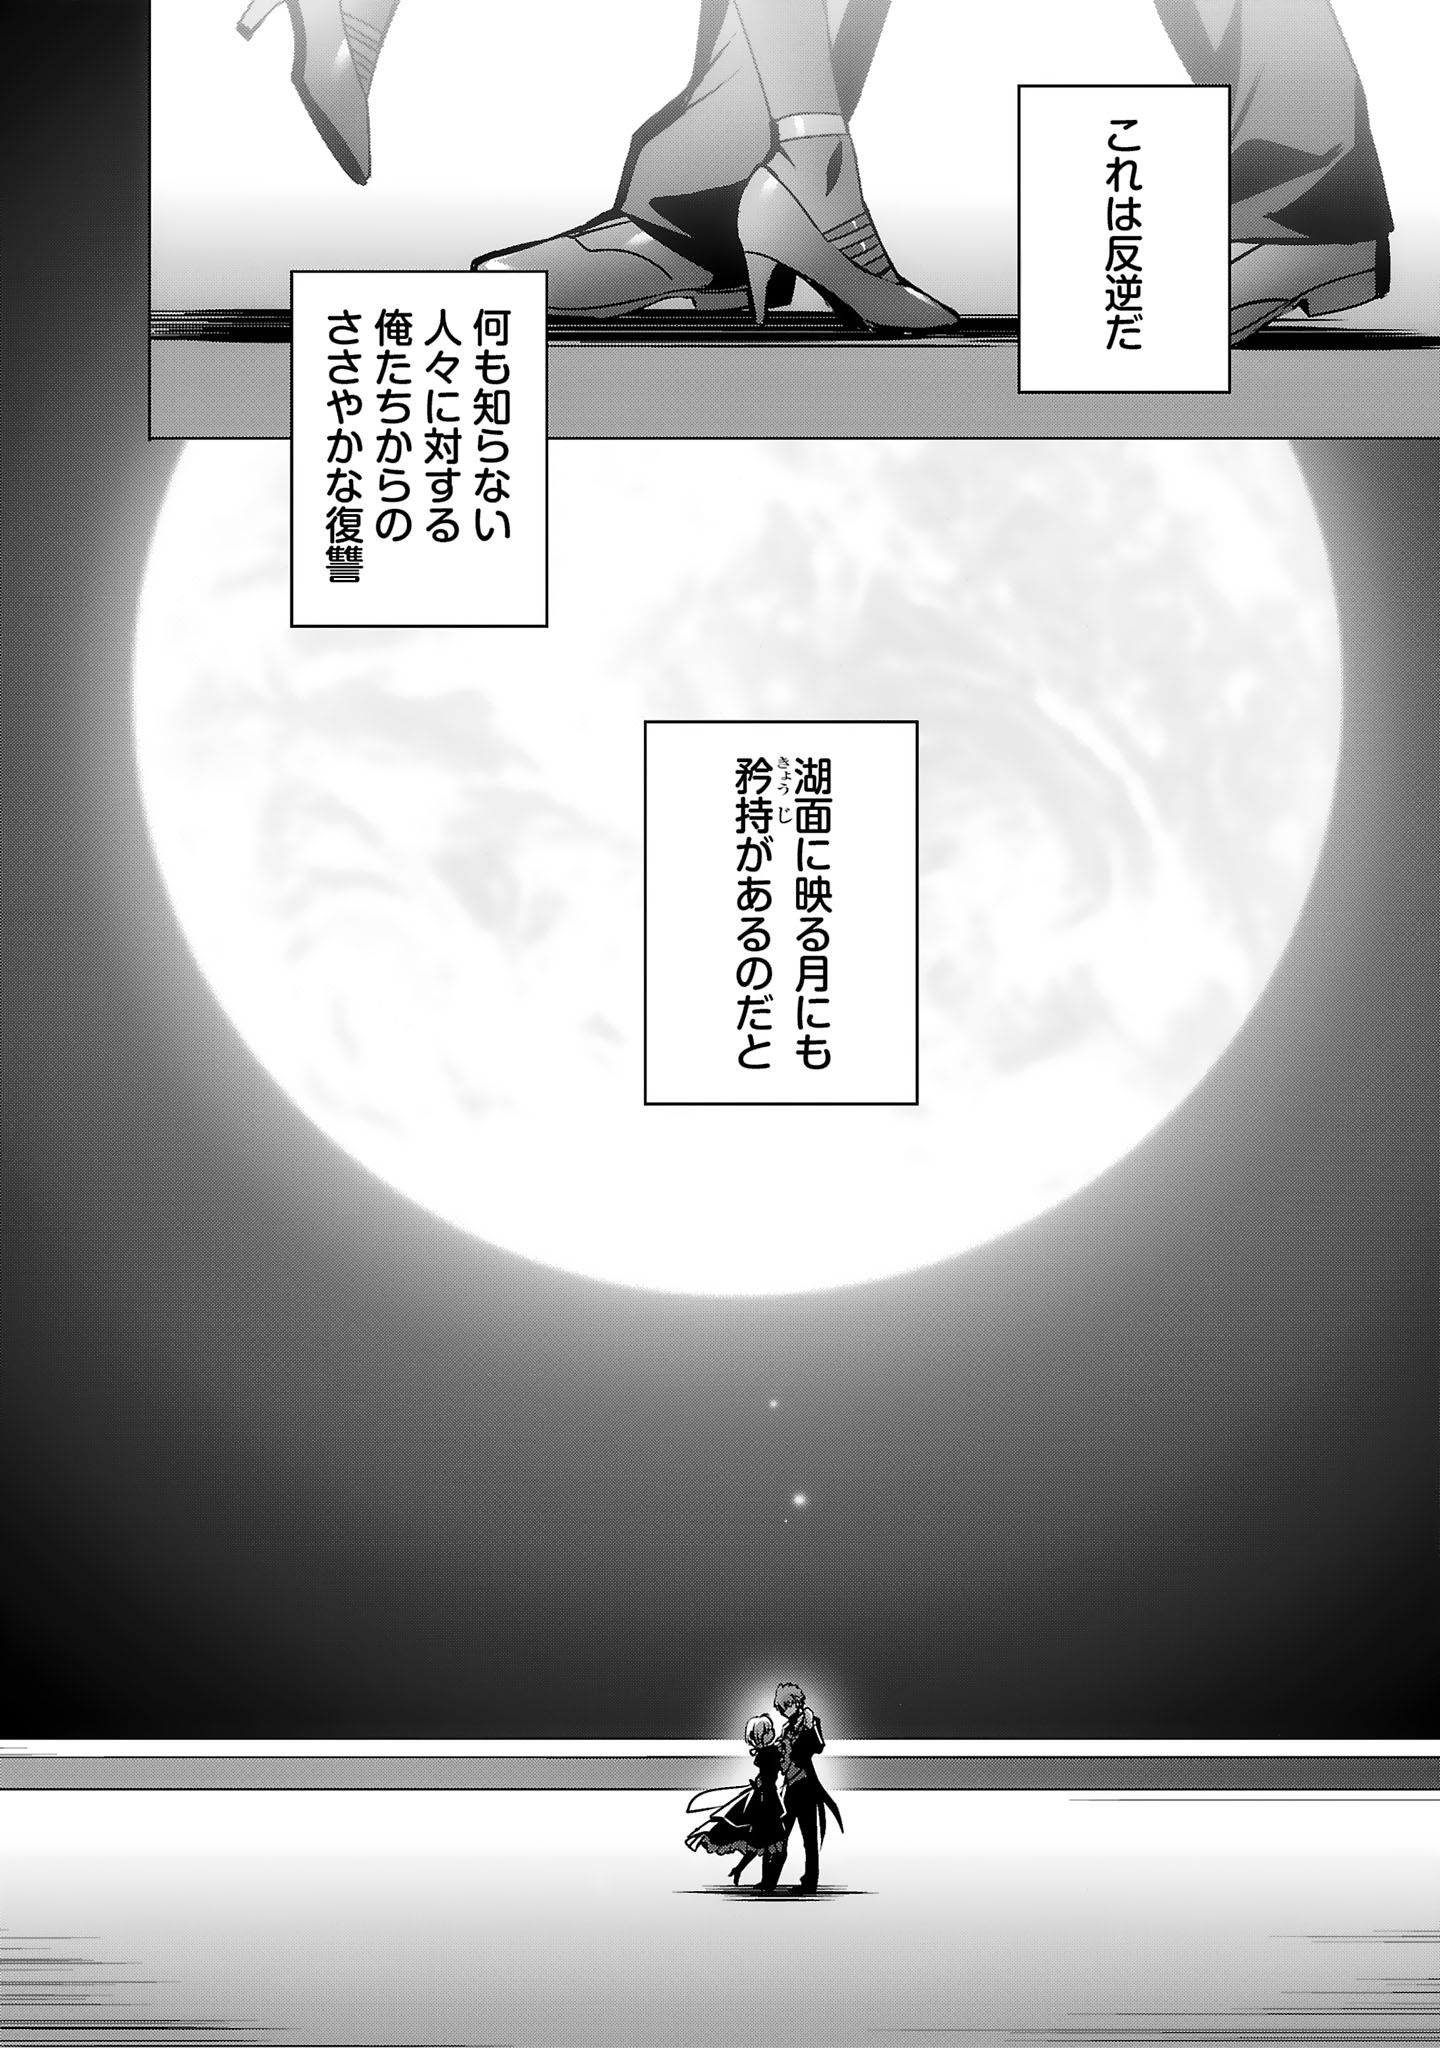 これは反逆だ
何も知らない
人々に対する
俺たちからの
ささやかな復讐
湖面に映る月にも
矜持があるのだと
きょうじ